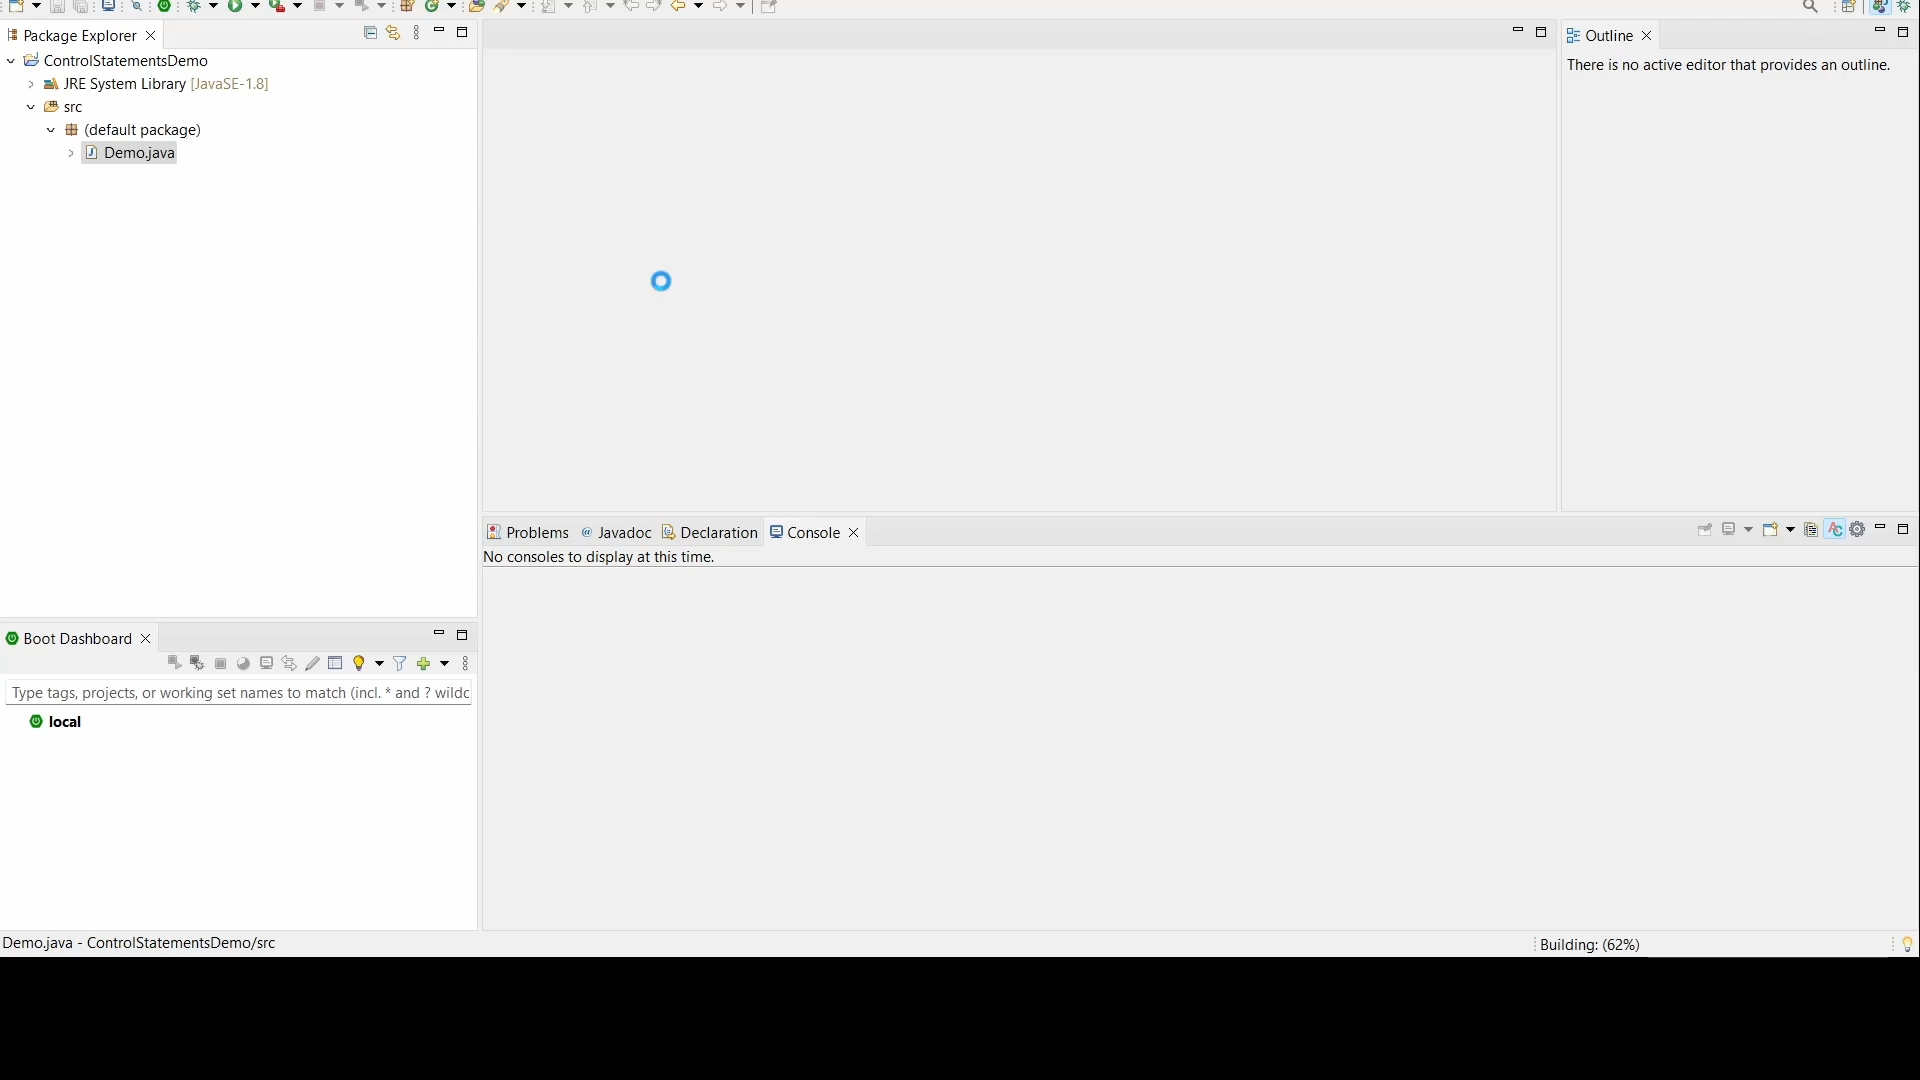 Package Explorer
ControlStatementsDemo
JRE System Library [JavaSE-1.8]
src
(default package)
Demo.java
Outline
There is no active editor that provides an outline.
Problems @ Javadoc Declaration Console
No consoles to display at this time.
Boot Dashboard
Type tags, projects, or working set names to match (incl. * and ? wildc
local
Demo.java - ControlStatementsDemo/src
Building: (62%)